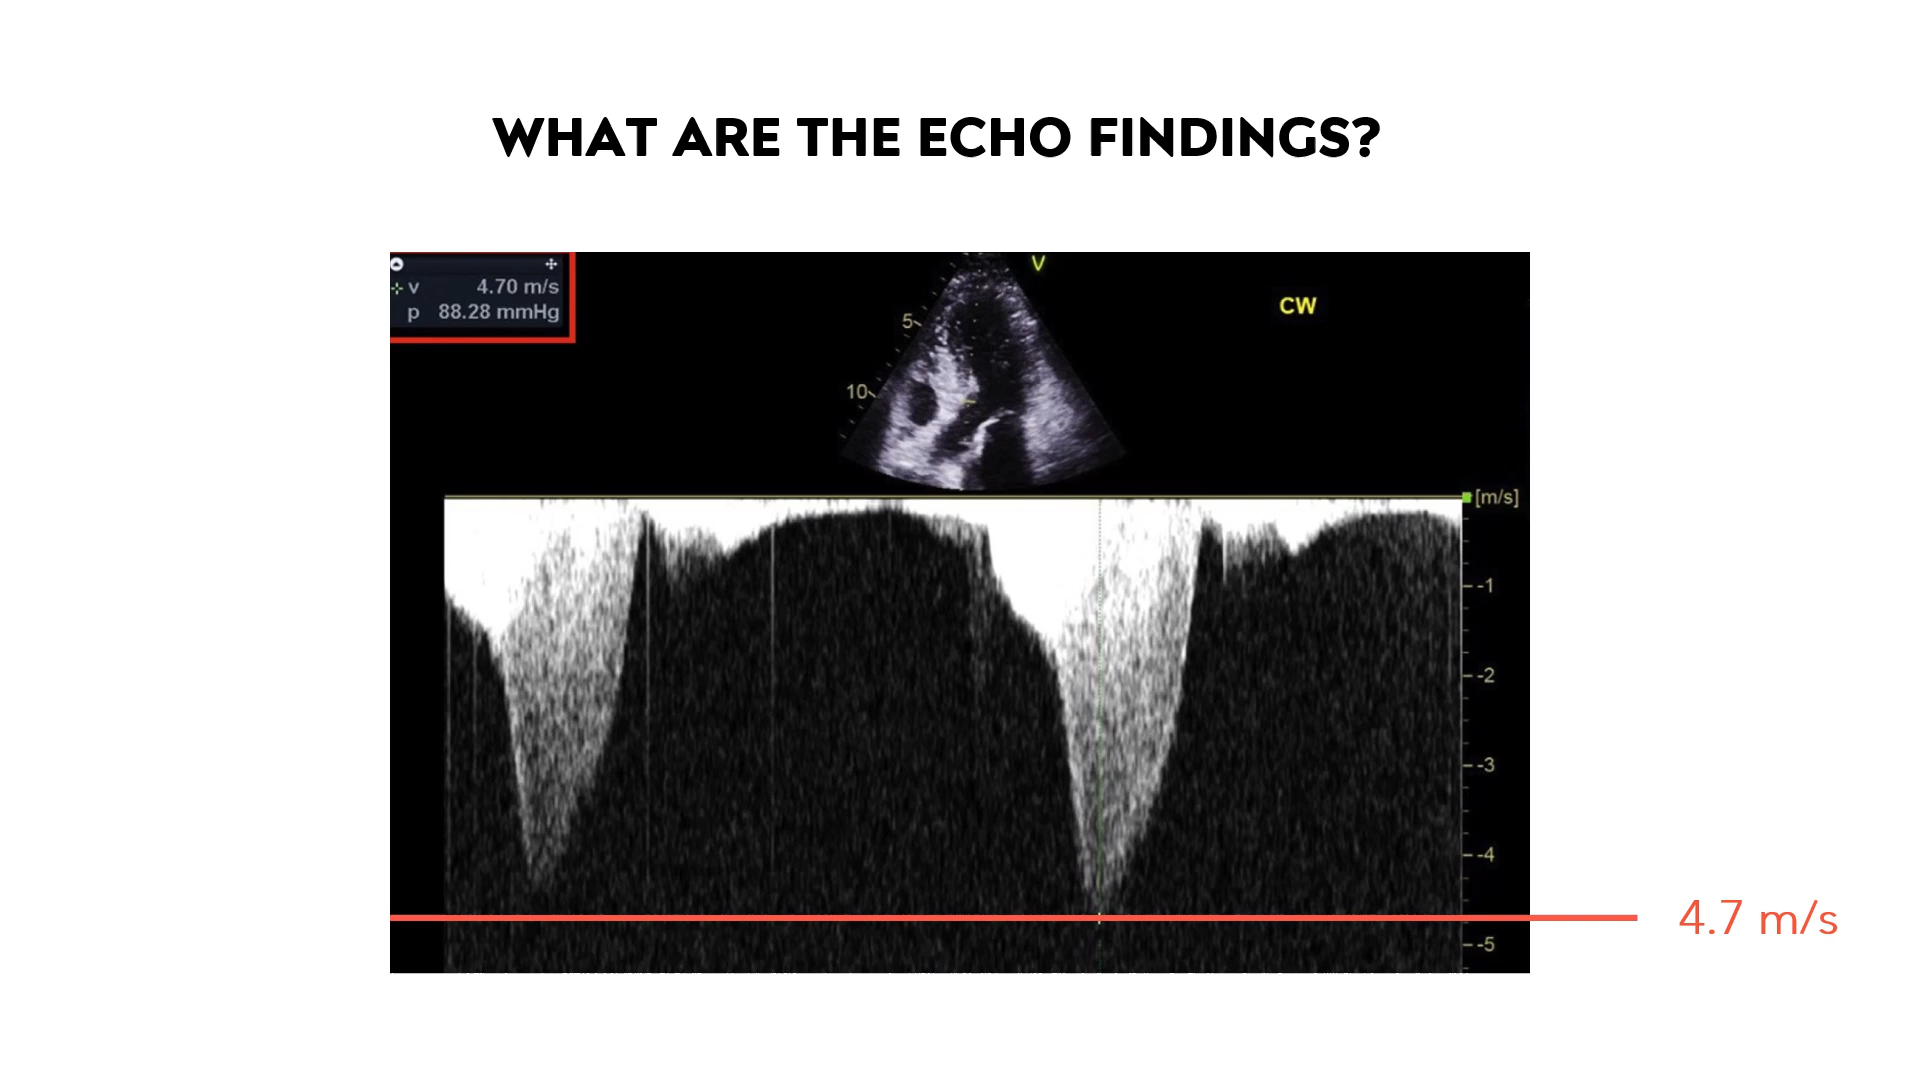 WHAT ARE THE ECHO FINDINGS?
V
v 4.70 m/s
p 88.28 mmHg
CW
5
10
[m/s]
-1
-2
-3
-4
4.7 m/s
-5